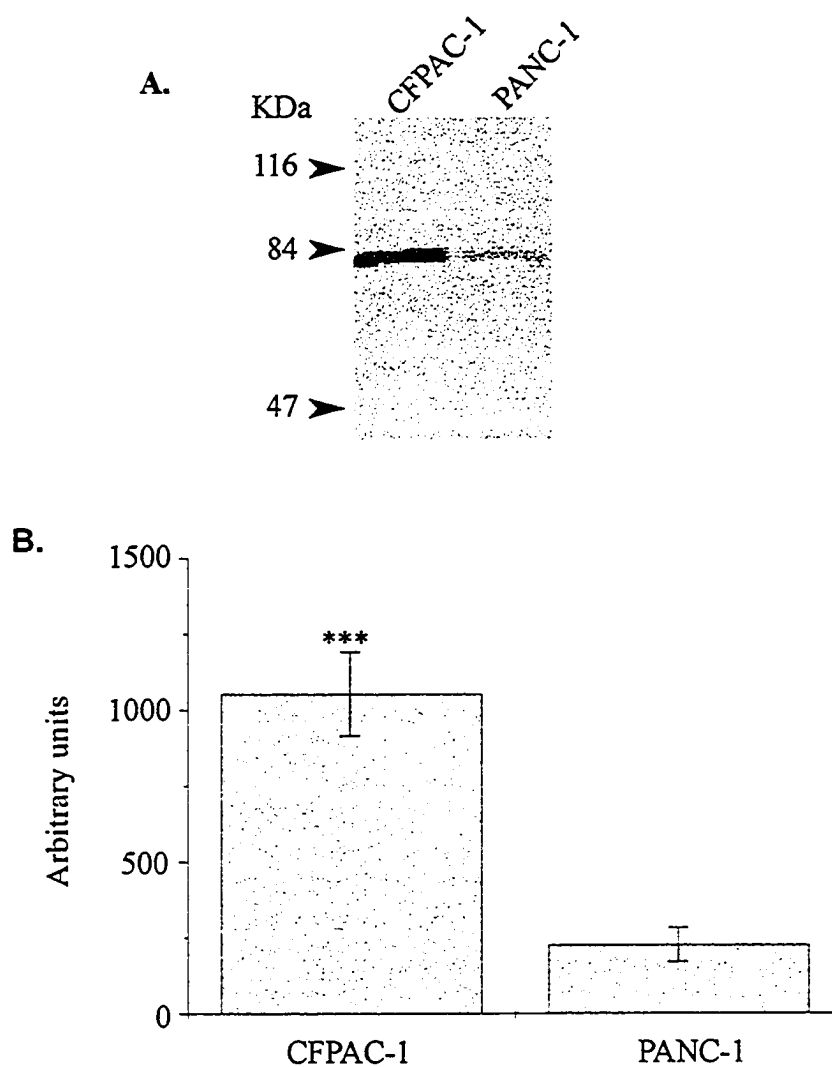 A.
KDa
CFPAC-1
PANC-1
116
84
47
B.
1500
1000
500
0
Arbitrary units
***
CFPAC-1
PANC-1